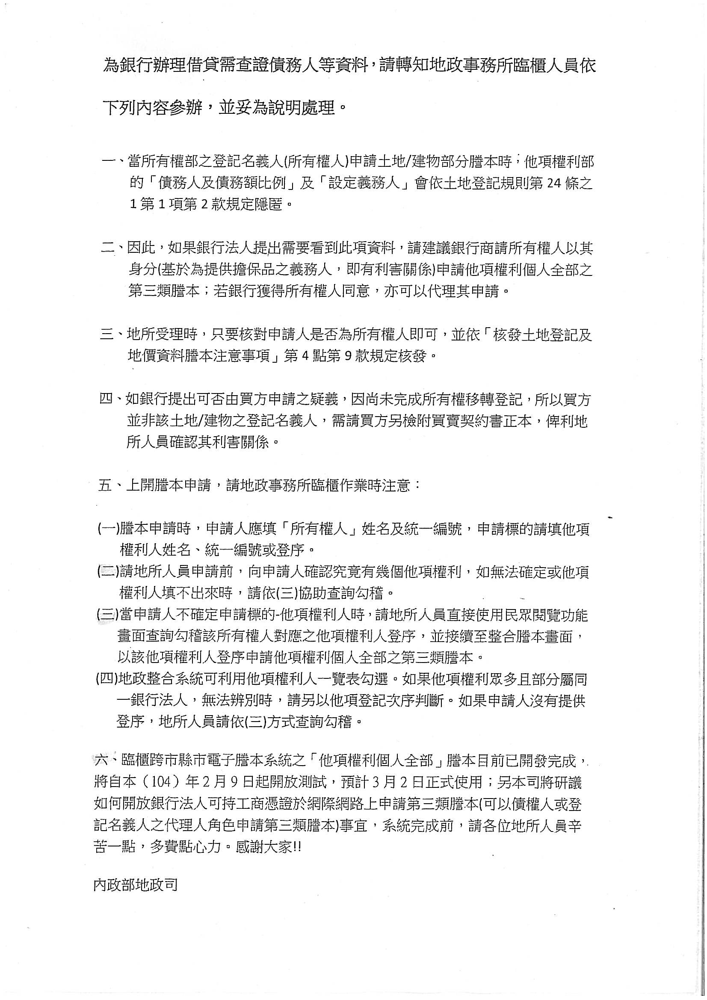 為銀行辦理借貸需查證債務人等資料，請轉知地政事務所臨櫃人員依
下列內容參辦，並妥為說明處理。
一、當所有權部之登記名義人(所有權人)申請土地/建物部分謄本時，他項權利部
的「債務人及債務額比例」及「設定義務人」會依土地登記規則第 24 條之
1 第 1 項第 2 款規定隱匿。
二、因此，如果銀行法人提出需要看到此項資料，請建議銀行商請所有權人以其
身分(基於為提供擔保品之義務人，即有利害關係)申請他項權利個人全部之
第三類謄本；若銀行獲得所有權人同意，亦可以代理其申請。
三、地所受理時，只要核對申請人是否為所有權人即可，並依「核發土地登記及
地價資料謄本注意事項」第 4 點第 9 款規定核發。
四、如銀行提出可否由買方申請之疑義，因尚未完成所有權移轉登記，所以買方
並非該土地/建物之登記名義人，需請買方另檢附買賣契約書正本，俾利地
所人員確認其利害關係。
五、上開謄本申請，請地政事務所臨櫃作業時注意：
(一)謄本申請時，申請人應填「所有權人」姓名及統一編號，申請標的請填他項
權利人姓名、統一編號或登序。
(二)請地所人員申請前，向申請人確認究竟有幾個他項權利，如無法確定或他項
權利人填不出來時，請依(三)協助查詢勾稽。
(三)當申請人不確定申請標的-他項權利人時，請地所人員直接使用民眾閱覽功能
畫面查詢勾稽該所有權人對應之他項權利人登序，並接續至整合謄本畫面，
以該他項權利人登序申請他項權利個人全部之第三類謄本。
(四)地政整合系統可利用他項權利人一覽表勾選。如果他項權利眾多且部分屬同
一銀行法人，無法辨別時，請另以他項登記次序判斷。如果申請人沒有提供
登序，地所人員請依(三)方式查詢勾稽。
六、臨櫃跨市縣市電子謄本系統之「他項權利個人全部」謄本目前已開發完成，
將自本（104）年 2 月 9 日起開放測試，預計 3 月 2 日正式使用；另本司將研議
如何開放銀行法人可持工商憑證於網際網路上申請第三類謄本(可以債權人或登
記名義人之代理人角色申請第三類謄本)事宜，系統完成前，請各位地所人員辛
苦一點，多費點心力。感謝大家!!
內政部地政司